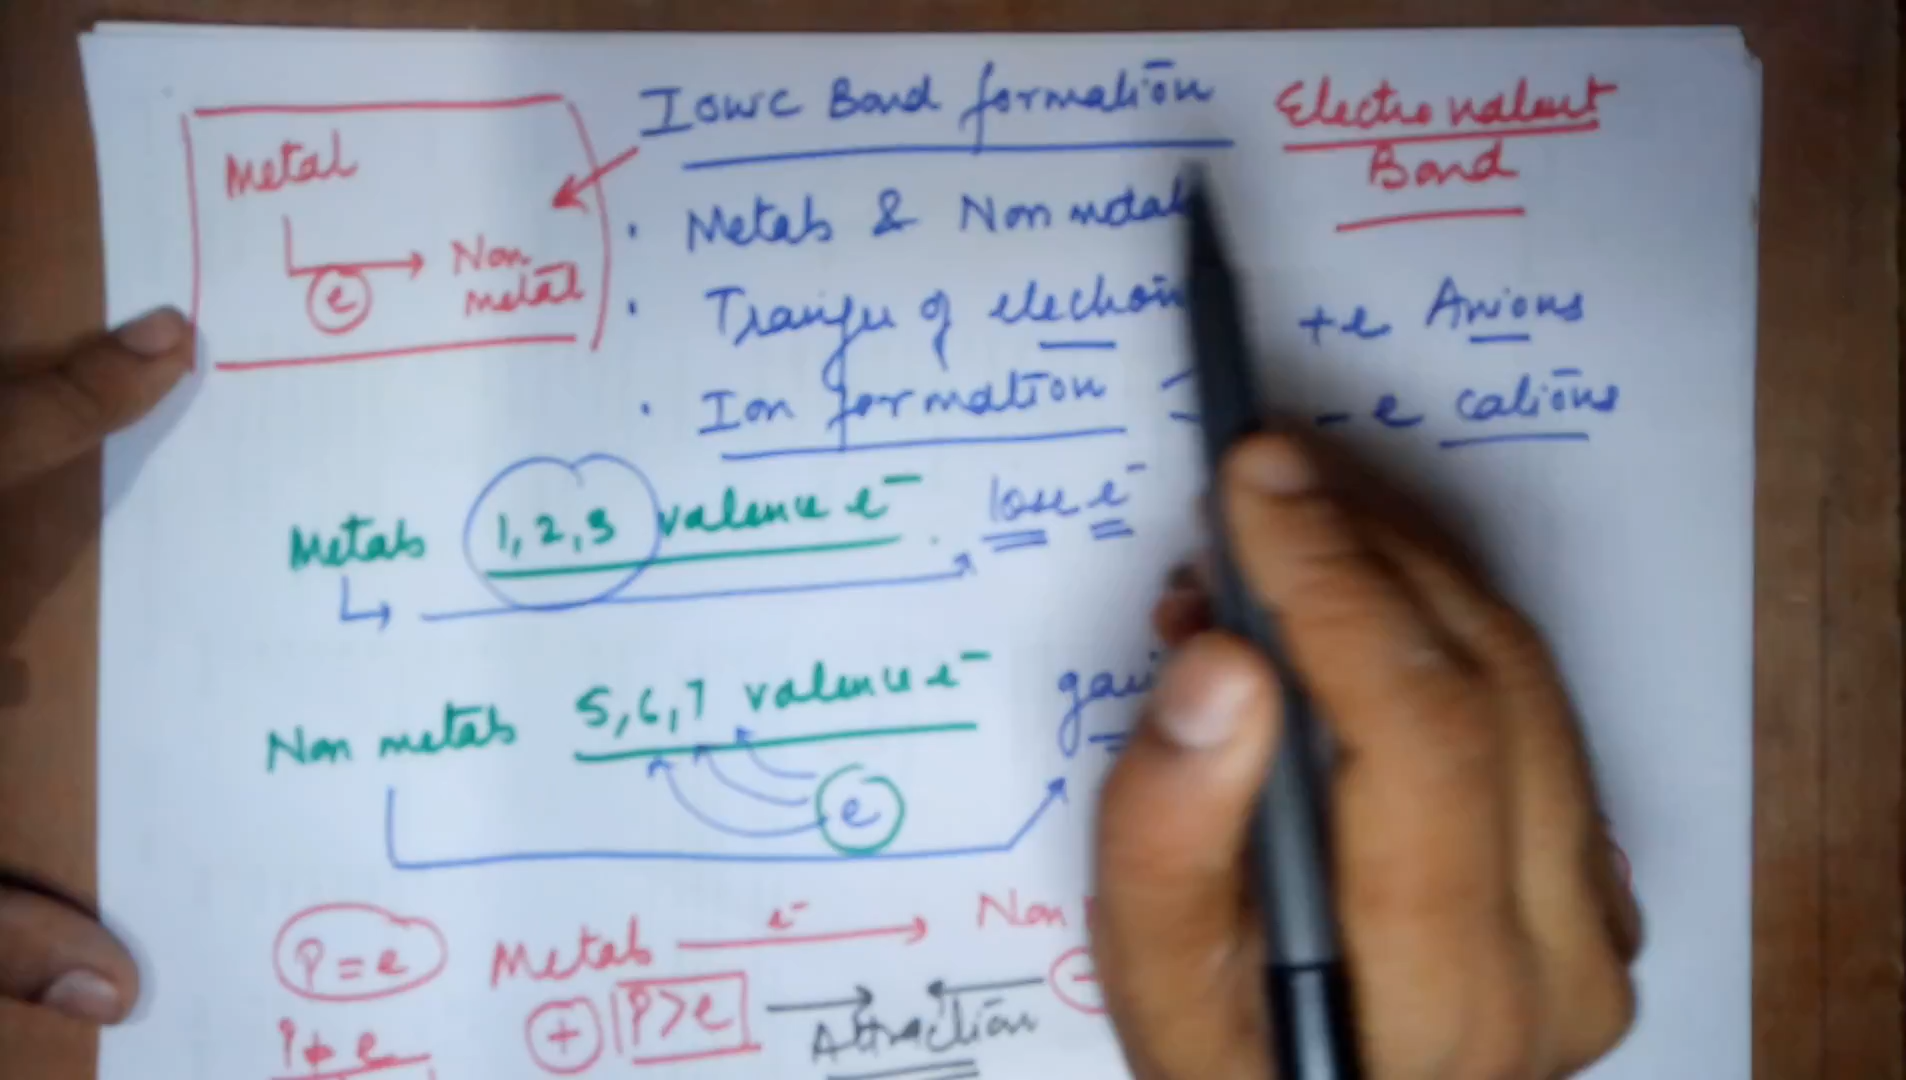 Ionic Bond formation
Electrovalent
Bond
Metal
e
Non
metal
• Metals & Non metals
• Transfer of electron
+e Anions
• Ion formation
- e cations
Metals 1,2,3 valence e⁻. lose e⁻
Non metals 5,6,7 valence e⁻
e
P = e
Metals e⁻ Non
+ P>e
Attraction
P ≠ e